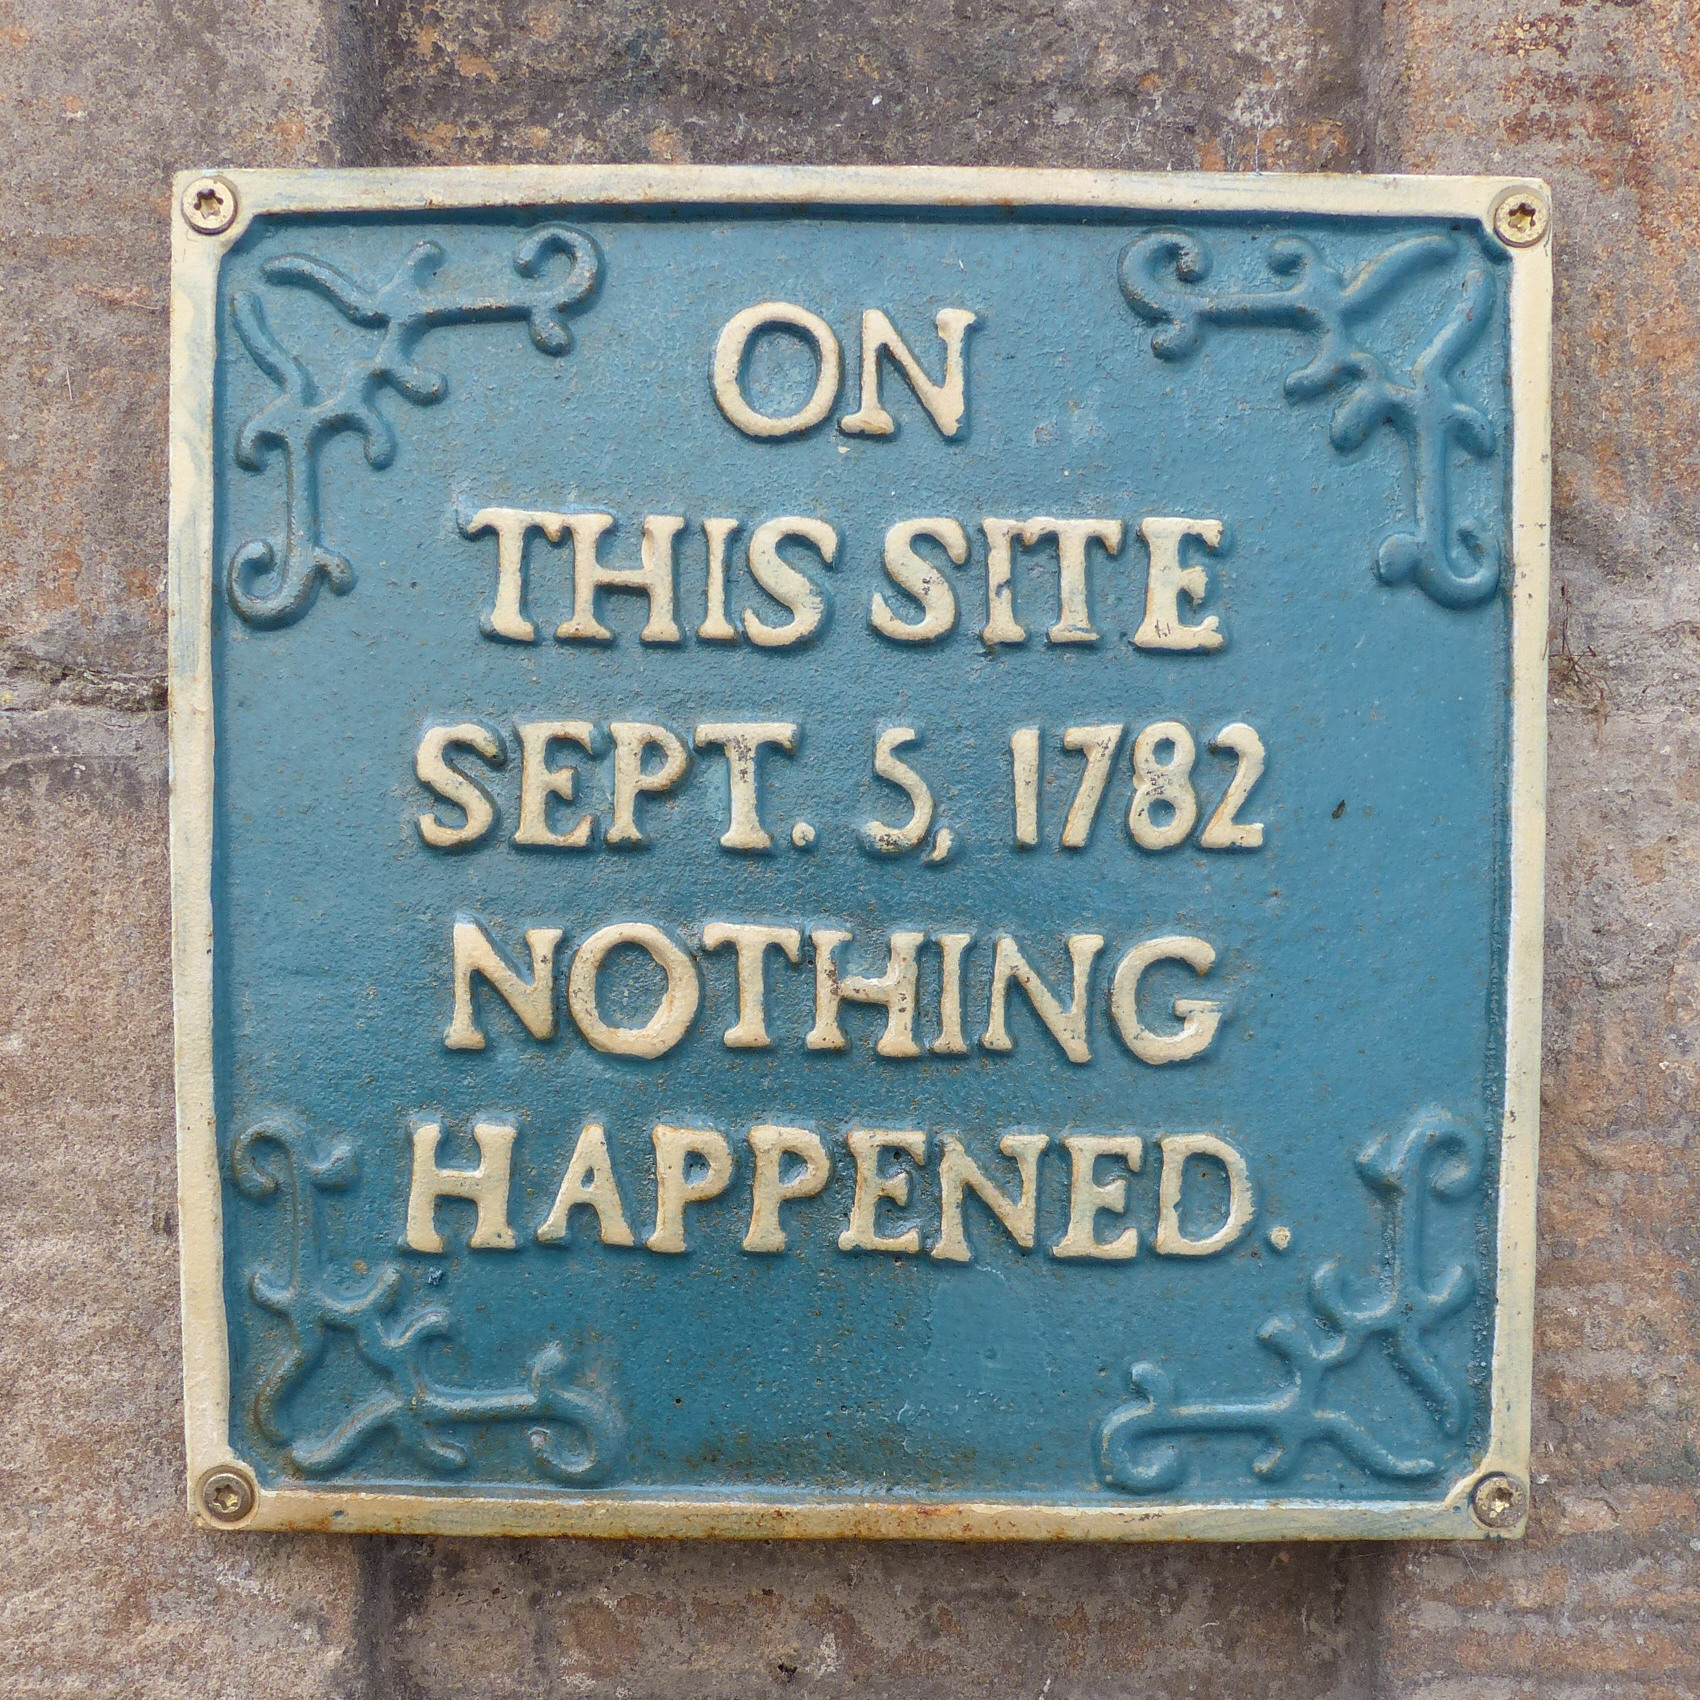 ON
THIS SITE
SEPT. 5, 1782
NOTHING
HAPPENED.